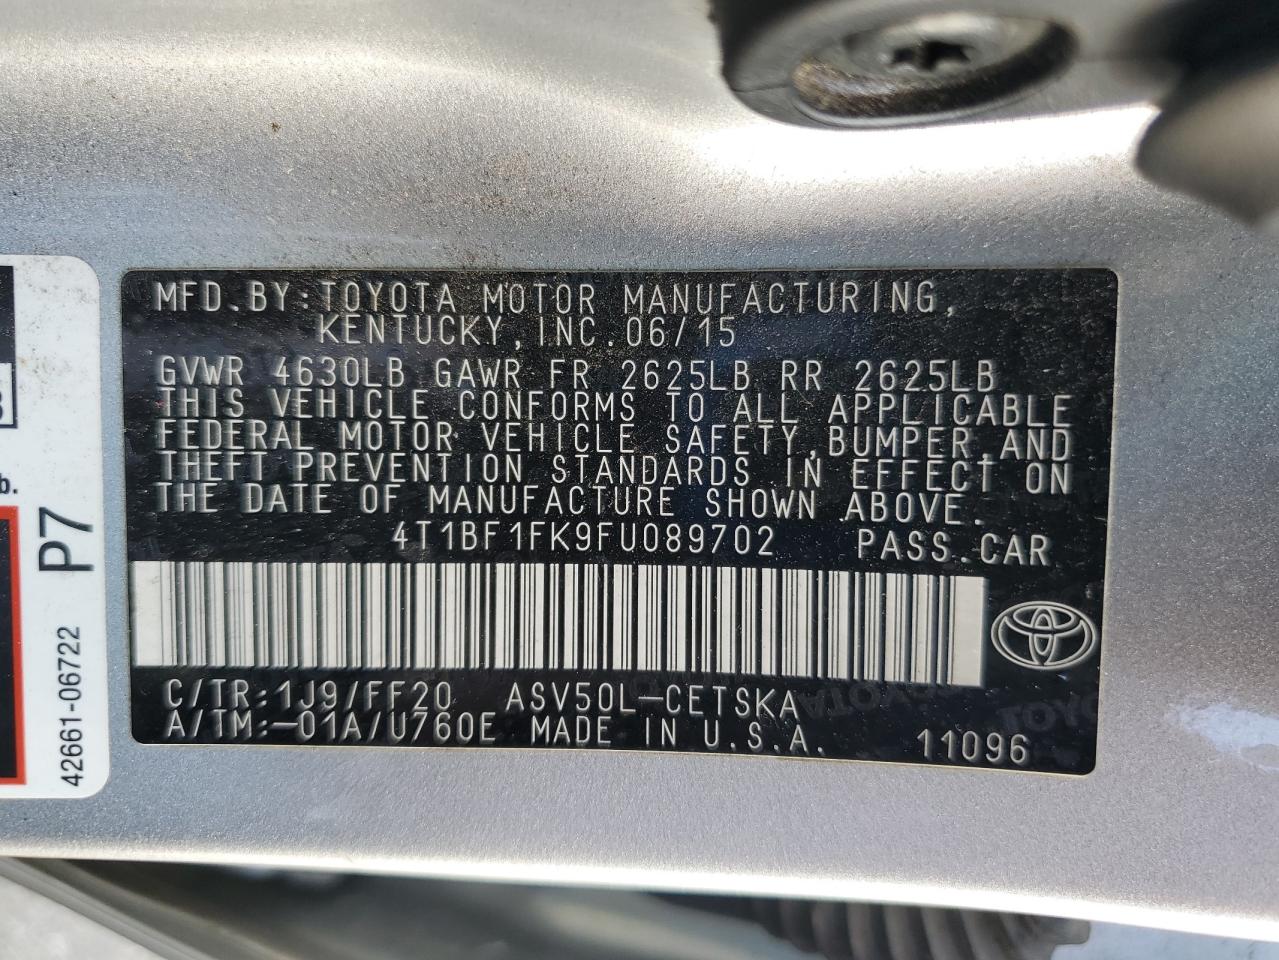 MFD.BY:TOYOTA MOTOR MANUFACTURING,
KENTUCKY,INC.06/15
GVWR 4630LB GAWR FR 2625LB RR 2625LB
THIS VEHICLE CONFORMS TO ALL APPLICABLE
FEDERAL MOTOR VEHICLE SAFETY,BUMPER,AND
THEFT PREVENTION STANDARDS IN EFFECT ON
THE DATE OF MANUFACTURE SHOWN ABOVE.
4T1BF1FK9FU089702 PASS.CAR
C/TR:1J9/FF20 ASV50L-CETSKA
A/TM:-01A/U760E MADE IN U.S.A. 11096
TOYOTA
TOYOTA
TOYO
b.
P7
42661-06722